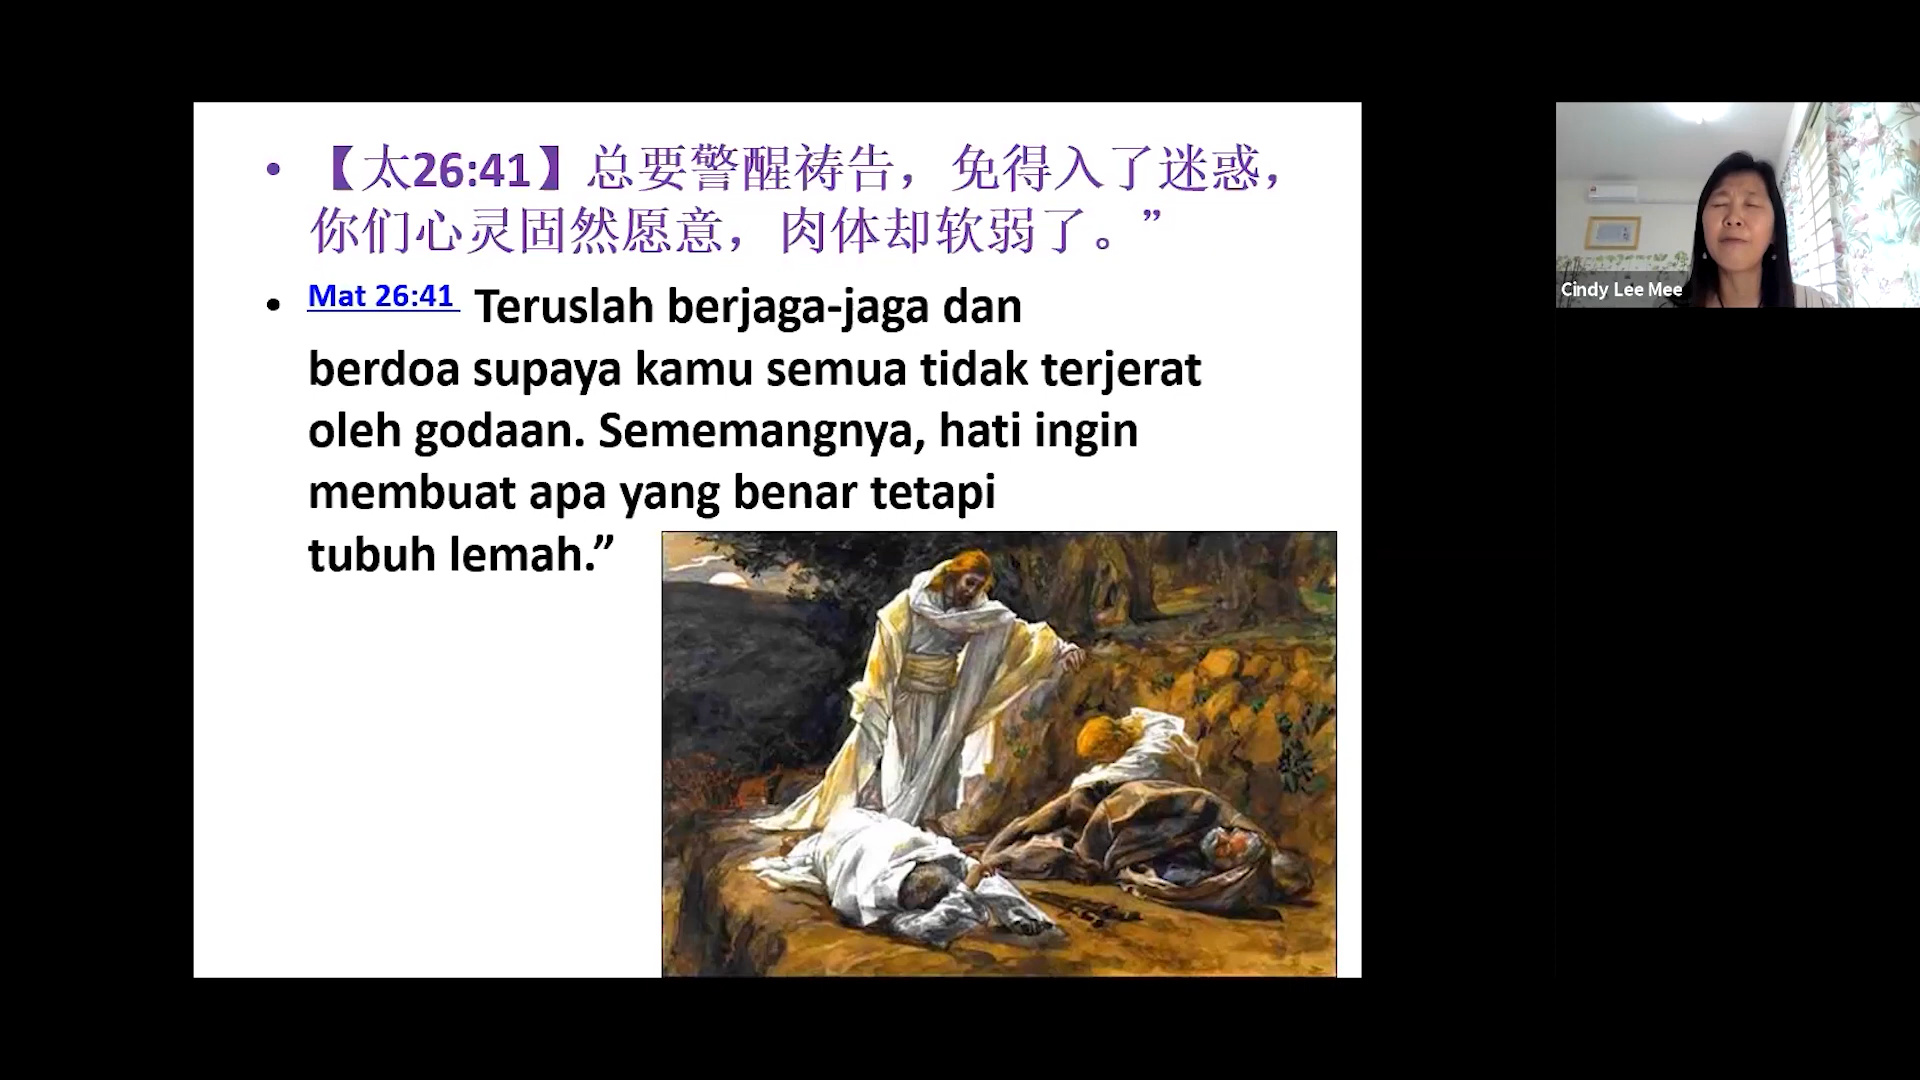 • 【太26:41】总要警醒祷告，免得入了迷惑，
你们心灵固然愿意，肉体却软弱了。”
• Mat 26:41 Teruslah berjaga-jaga dan
berdoa supaya kamu semua tidak terjerat
oleh godaan. Sememangnya, hati ingin
membuat apa yang benar tetapi
tubuh lemah.”
Cindy Lee Mee